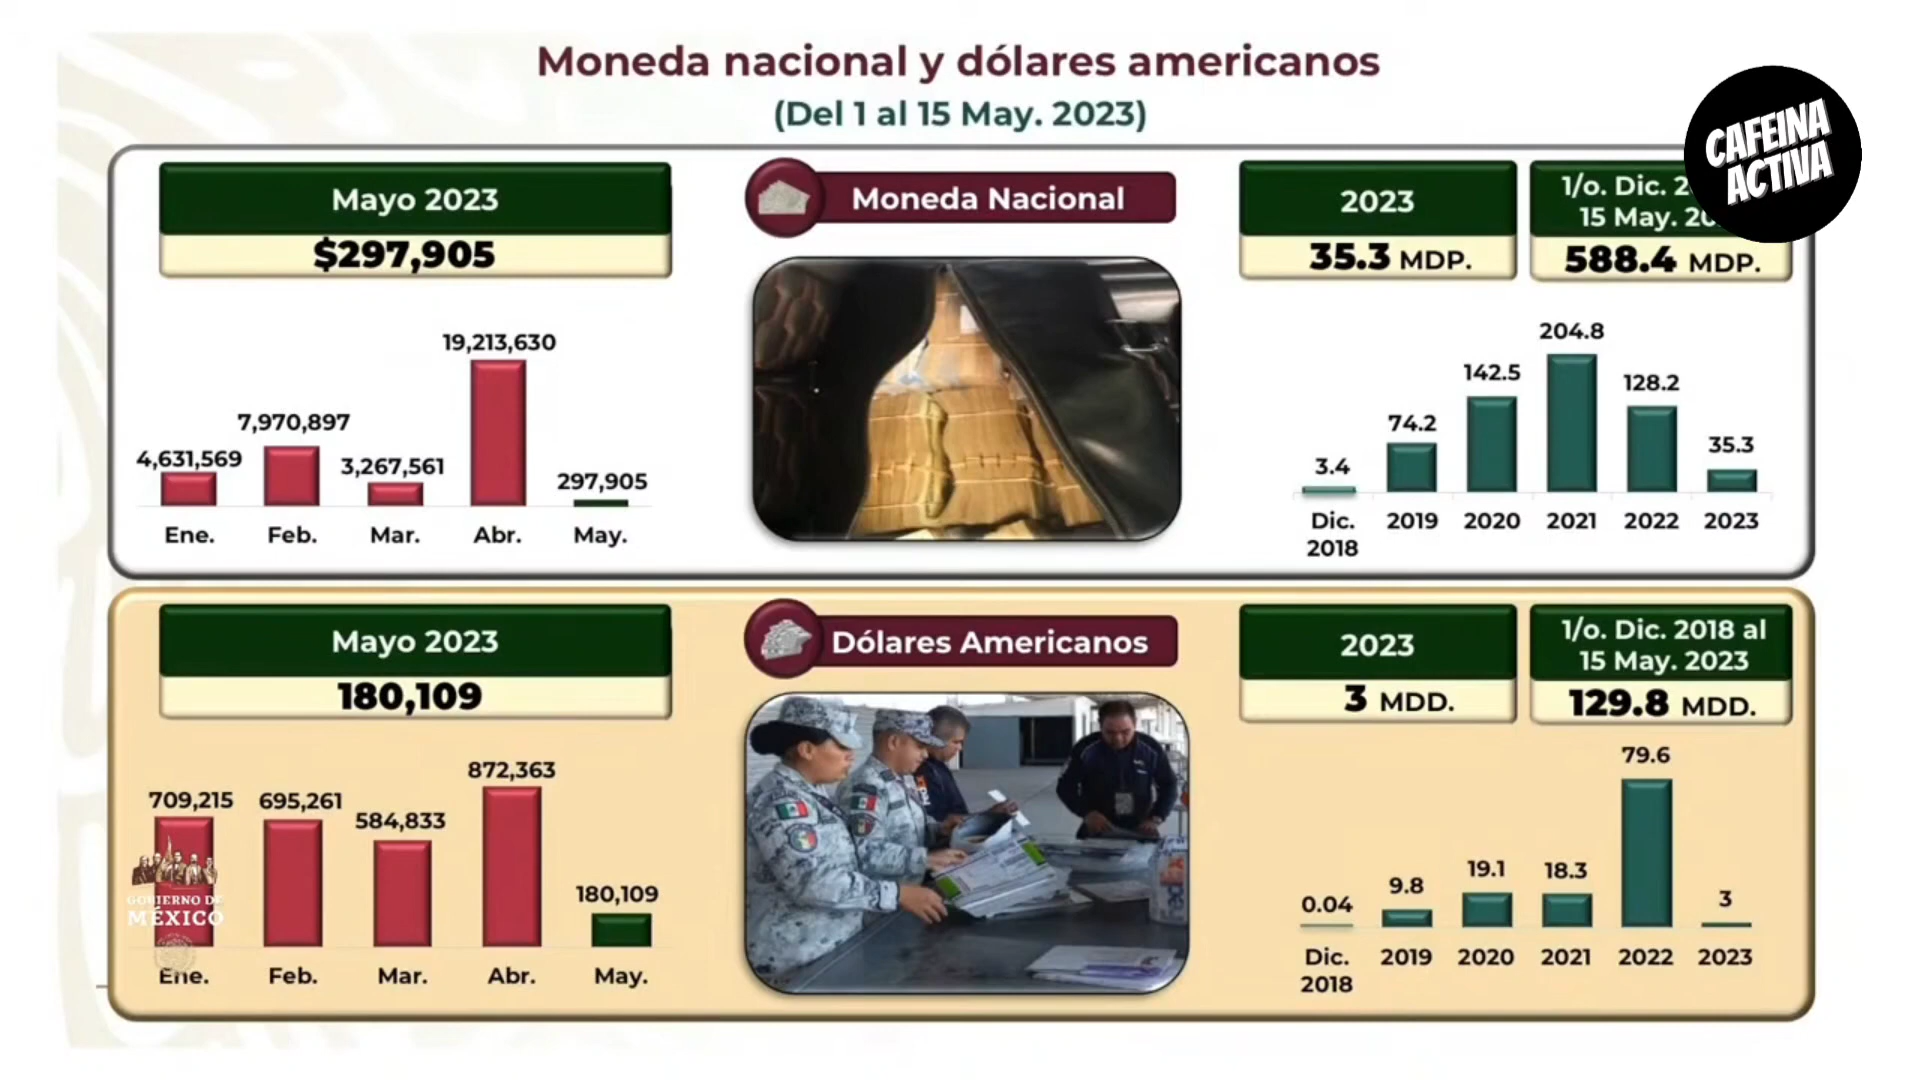 Moneda nacional y dólares americanos
(Del 1 al 15 May. 2023)
CAFEINA
ACTIVA
Mayo 2023
$297,905
Moneda Nacional
2023
35.3 MDP.
1/o. Dic.
15 May.
588.4 MDP.
4,631,569
7,970,897
3,267,561
19,213,630
297,905
Ene.
Feb.
Mar.
Abr.
May.
3.4
74.2
142.5
204.8
128.2
35.3
Dic.
2018
2019
2020
2021
2022
2023
Mayo 2023
180,109
Dólares Americanos
2023
3 MDD.
1/o. Dic. 2018 al
15 May. 2023
129.8 MDD.
709,215
695,261
584,833
872,363
180,109
GOBIERNO DE
MÉXICO
Ene.
Feb.
Mar.
Abr.
May.
0.04
9.8
19.1
18.3
79.6
3
Dic.
2018
2019
2020
2021
2022
2023